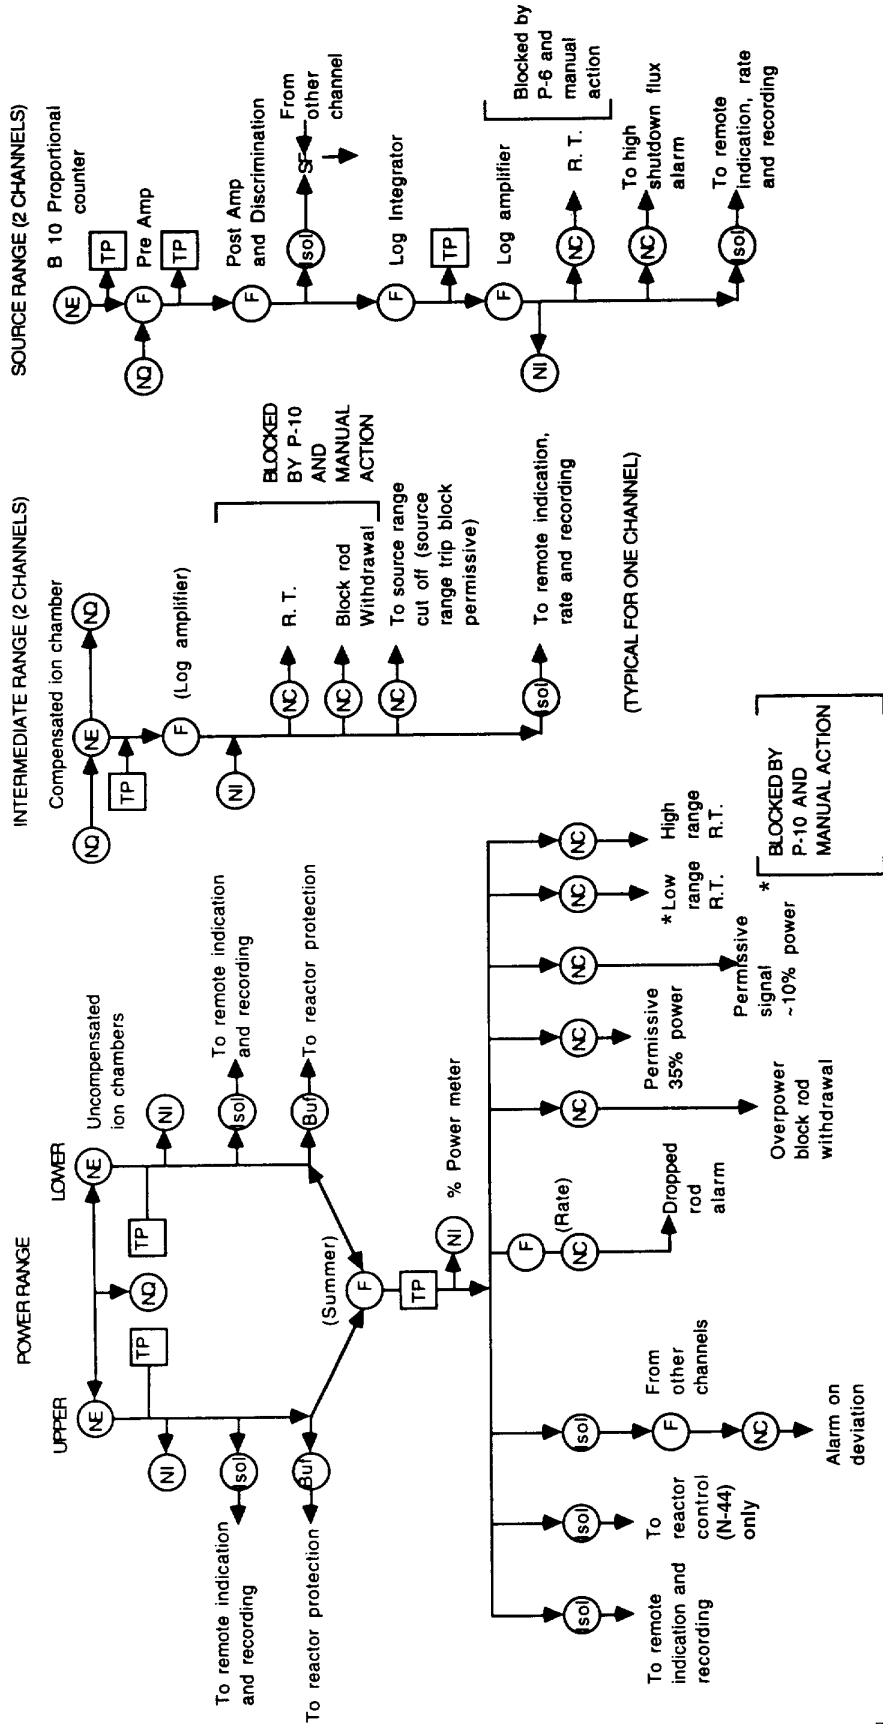 POWER RANGE
UPPER
LOWER
NE
NE
Uncompensated
ion chambers
NQ
TP
TP
NI
NI
Isol
Isol
To remote indication
and recording
To remote indication
and recording
Buf
Buf
To reactor protection
To reactor protection
(Summer)
F
TP
NI
% Power meter
Isol
To remote
indication and
recording
Isol
To
reactor
control
(N-44)
only
Isol
F
From
other
channels
NC
Alarm on
deviation
F
(Rate)
NC
Dropped
rod
alarm
NC
Overpower
block rod
withdrawal
NC
Permissive
35% power
NC
Permissive
signal
~10% power
NC
*Low
range
R.T.
NC
High
range
R.T.
*
BLOCKED BY
P-10 AND
MANUAL ACTION
INTERMEDIATE RANGE (2 CHANNELS)
Compensated ion chamber
NQ
NE
NQ
TP
F
(Log amplifier)
NI
NC
R. T.
NC
Block rod
Withdrawal
NC
To source range
cut off (source
range trip block
permissive)
BLOCKED
BY P-10
AND
MANUAL
ACTION
Isol
To remote indication,
rate and recording
(TYPICAL FOR ONE CHANNEL)
SOURCE RANGE (2 CHANNELS)
NE
B 10 Proportional
counter
TP
NQ
F
Pre Amp
TP
F
Post Amp
and Discrimination
Isol
SF
From
other
channel
F
Log Integrator
TP
F
Log amplifier
NI
NC
R. T.
Blocked by
P-6 and
manual
action
NC
To high
shutdown flux
alarm
Isol
To remote
indication, rate
and recording